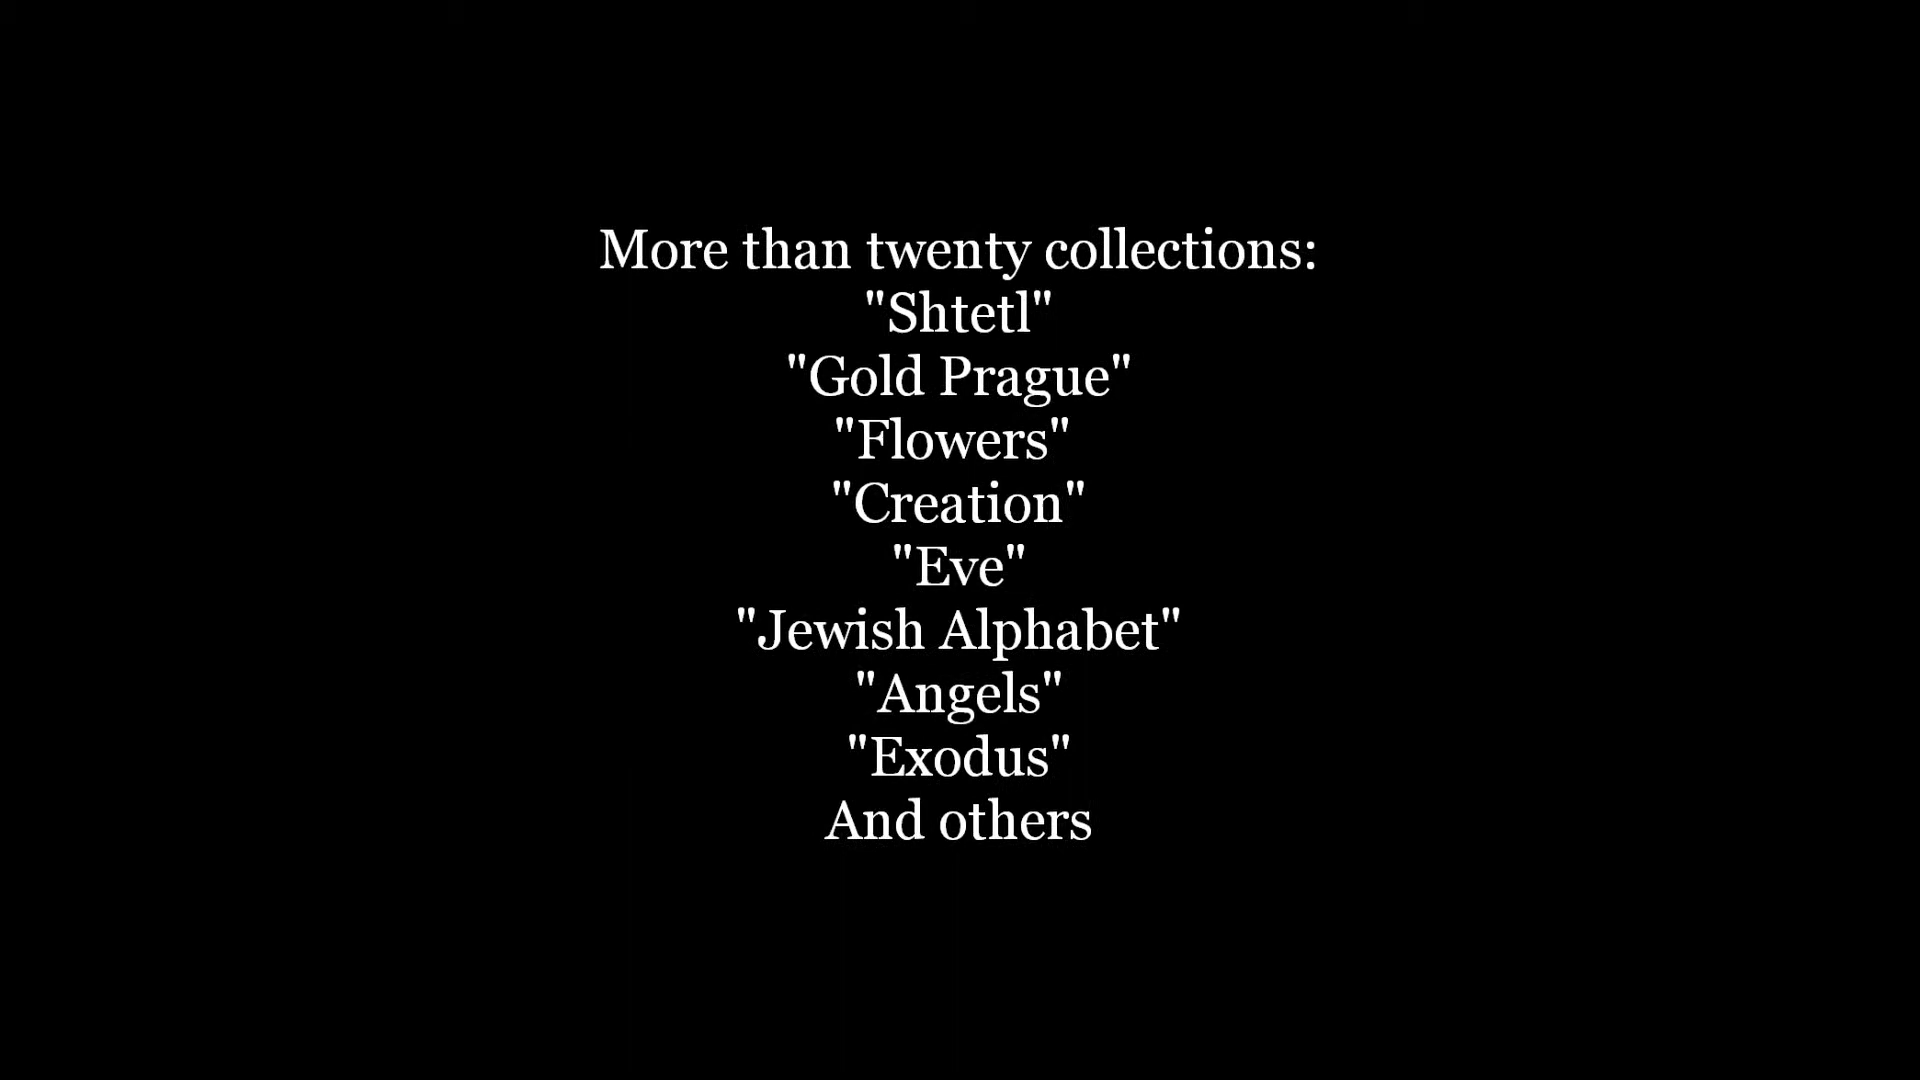 More than twenty collections:
"Shtetl"
"Gold Prague"
"Flowers"
"Creation"
"Eve"
"Jewish Alphabet"
"Angels"
"Exodus"
And others